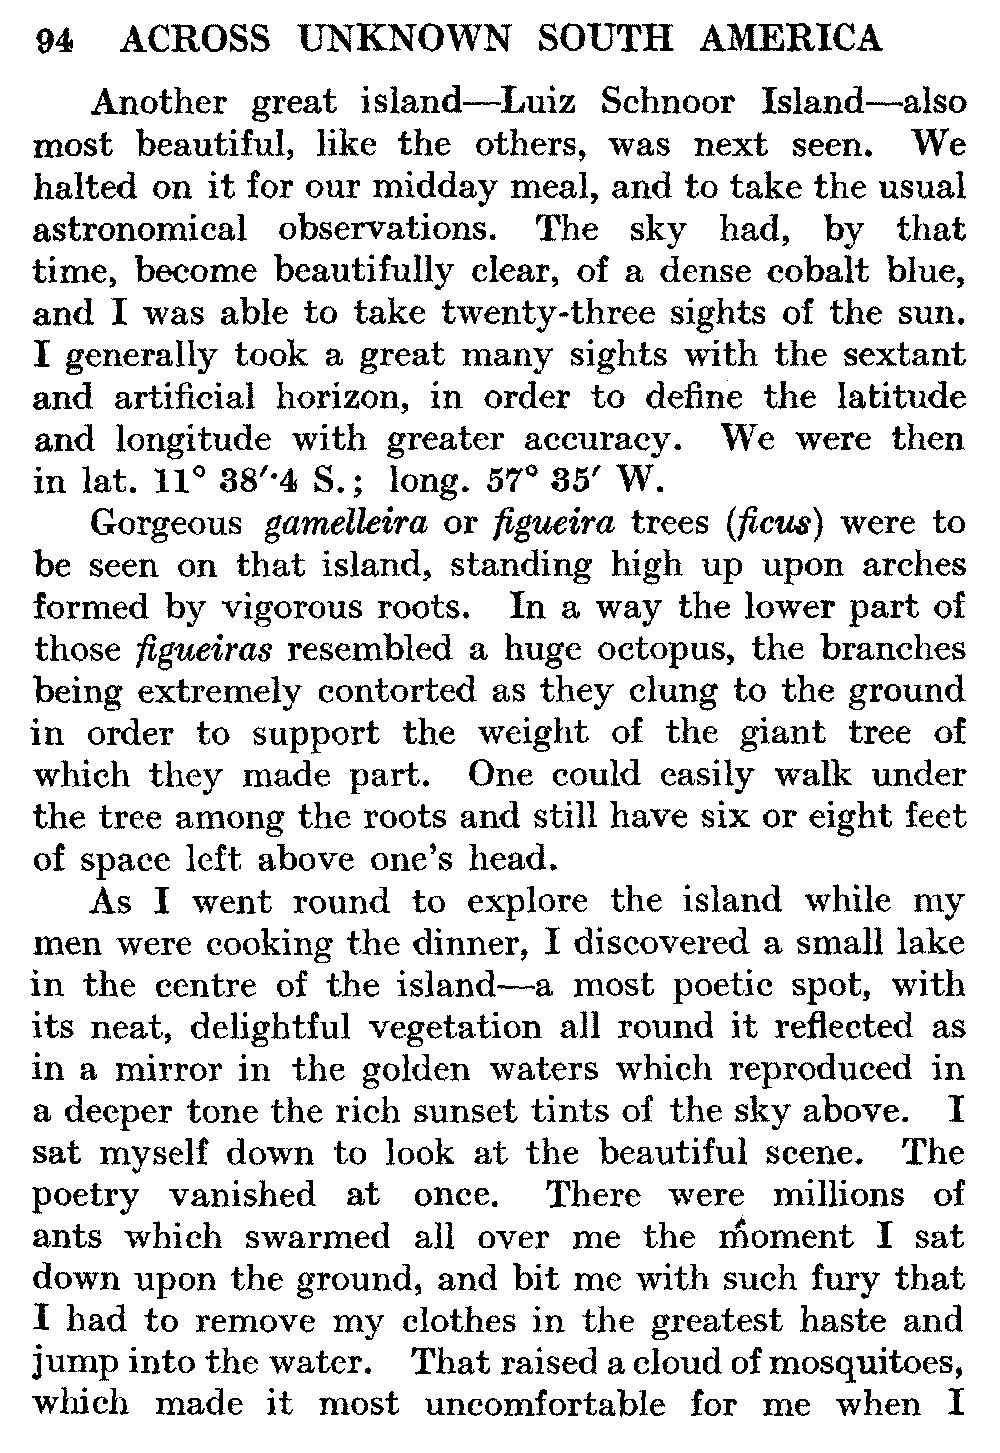 94 ACROSS UNKNOWN SOUTH AMERICA
Another great island—Luiz Schnoor Island—also
most beautiful, like the others, was next seen. We
halted on it for our midday meal, and to take the usual
astronomical observations. The sky had, by that
time, become beautifully clear, of a dense cobalt blue,
and I was able to take twenty-three sights of the sun.
I generally took a great many sights with the sextant
and artificial horizon, in order to define the latitude
and longitude with greater accuracy. We were then
in lat. 11° 38′·4 S.; long. 57° 35′ W.
Gorgeous gamelleira or figueira trees (ficus) were to
be seen on that island, standing high up upon arches
formed by vigorous roots. In a way the lower part of
those figueiras resembled a huge octopus, the branches
being extremely contorted as they clung to the ground
in order to support the weight of the giant tree of
which they made part. One could easily walk under
the tree among the roots and still have six or eight feet
of space left above one's head.
As I went round to explore the island while my
men were cooking the dinner, I discovered a small lake
in the centre of the island—a most poetic spot, with
its neat, delightful vegetation all round it reflected as
in a mirror in the golden waters which reproduced in
a deeper tone the rich sunset tints of the sky above. I
sat myself down to look at the beautiful scene. The
poetry vanished at once. There were millions of
ants which swarmed all over me the moment I sat
down upon the ground, and bit me with such fury that
I had to remove my clothes in the greatest haste and
jump into the water. That raised a cloud of mosquitoes,
which made it most uncomfortable for me when I